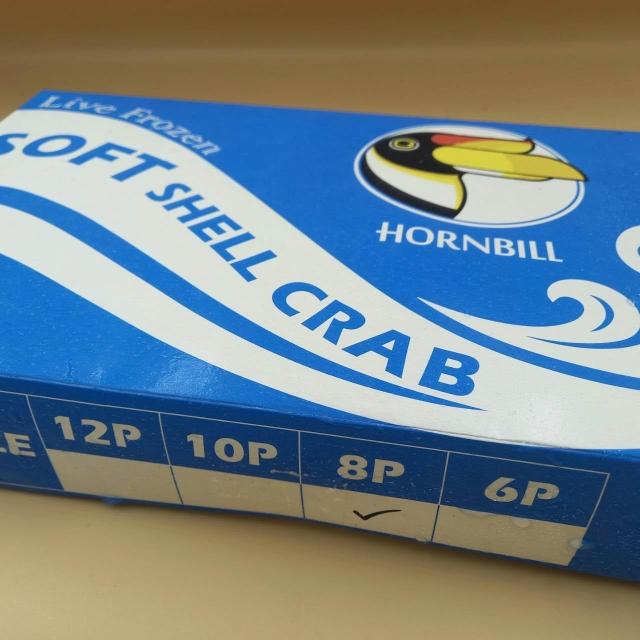 Live Frozen
SOFT SHELL CRAB
HORNBILL
12P 10P 8P 6P
✓